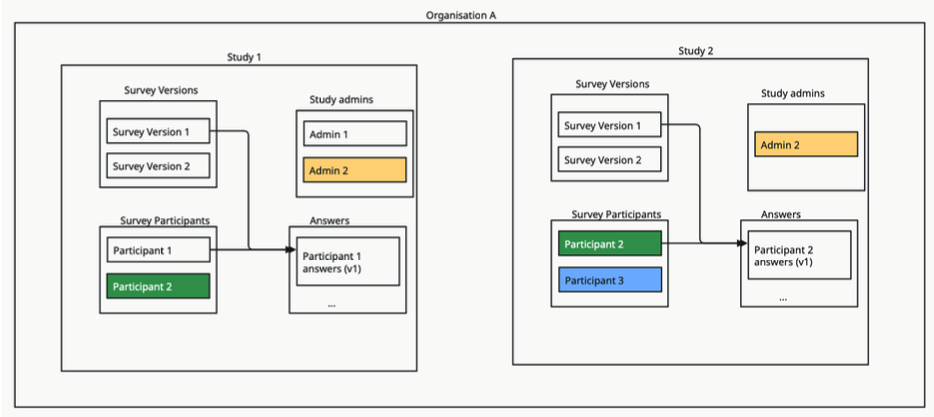 Organisation A
Study 1
Survey Versions
Survey Version 1
Survey Version 2
Study admins
Admin 1
Admin 2
Survey Participants
Participant 1
Participant 2
Answers
Participant 1
answers (v1)
...
Study 2
Survey Versions
Survey Version 1
Survey Version 2
Study admins
Admin 2
Survey Participants
Participant 2
Participant 3
Answers
Participant 2
answers (v1)
...